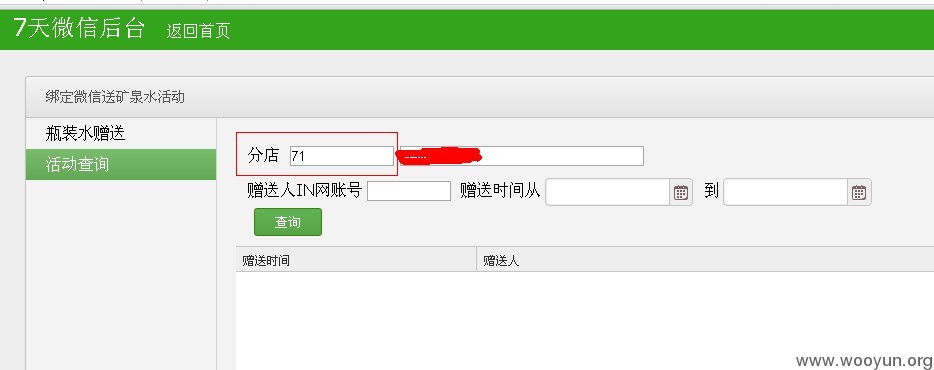 7天微信后台 返回首页
绑定微信送矿泉水活动
瓶装水赠送
活动查询
分店 71
赠送人IN网账号 赠送时间从 到
查询
赠送时间 赠送人
www.wooyun.org